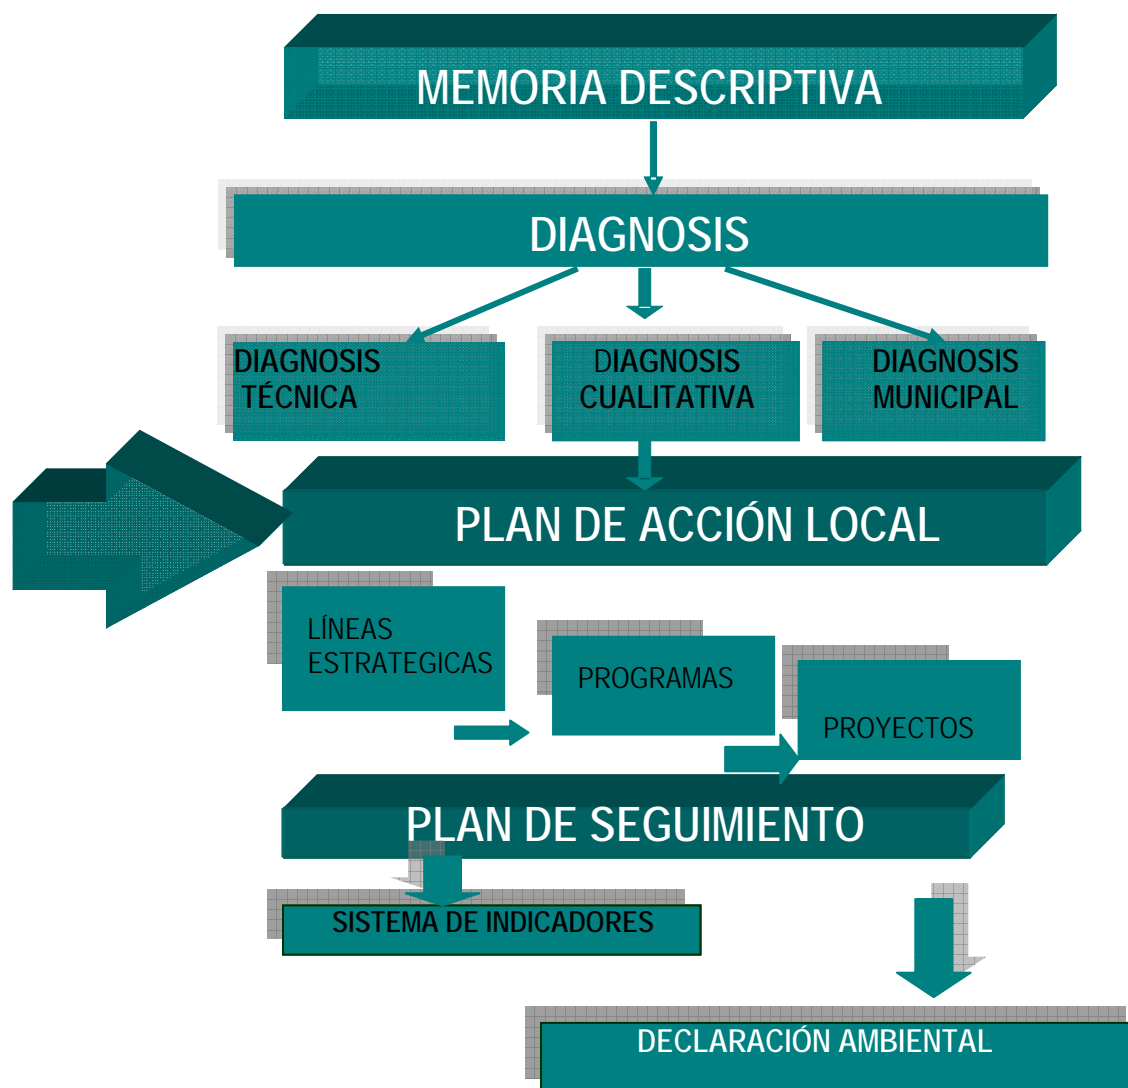 MEMORIA DESCRIPTIVA
DIAGNOSIS
DIAGNOSIS
TÉCNICA
DIAGNOSIS
CUALITATIVA
DIAGNOSIS
MUNICIPAL
PLAN DE ACCIÓN LOCAL
LÍNEAS
ESTRATEGICAS
PROGRAMAS
PROYECTOS
PLAN DE SEGUIMIENTO
SISTEMA DE INDICADORES
DECLARACIÓN AMBIENTAL